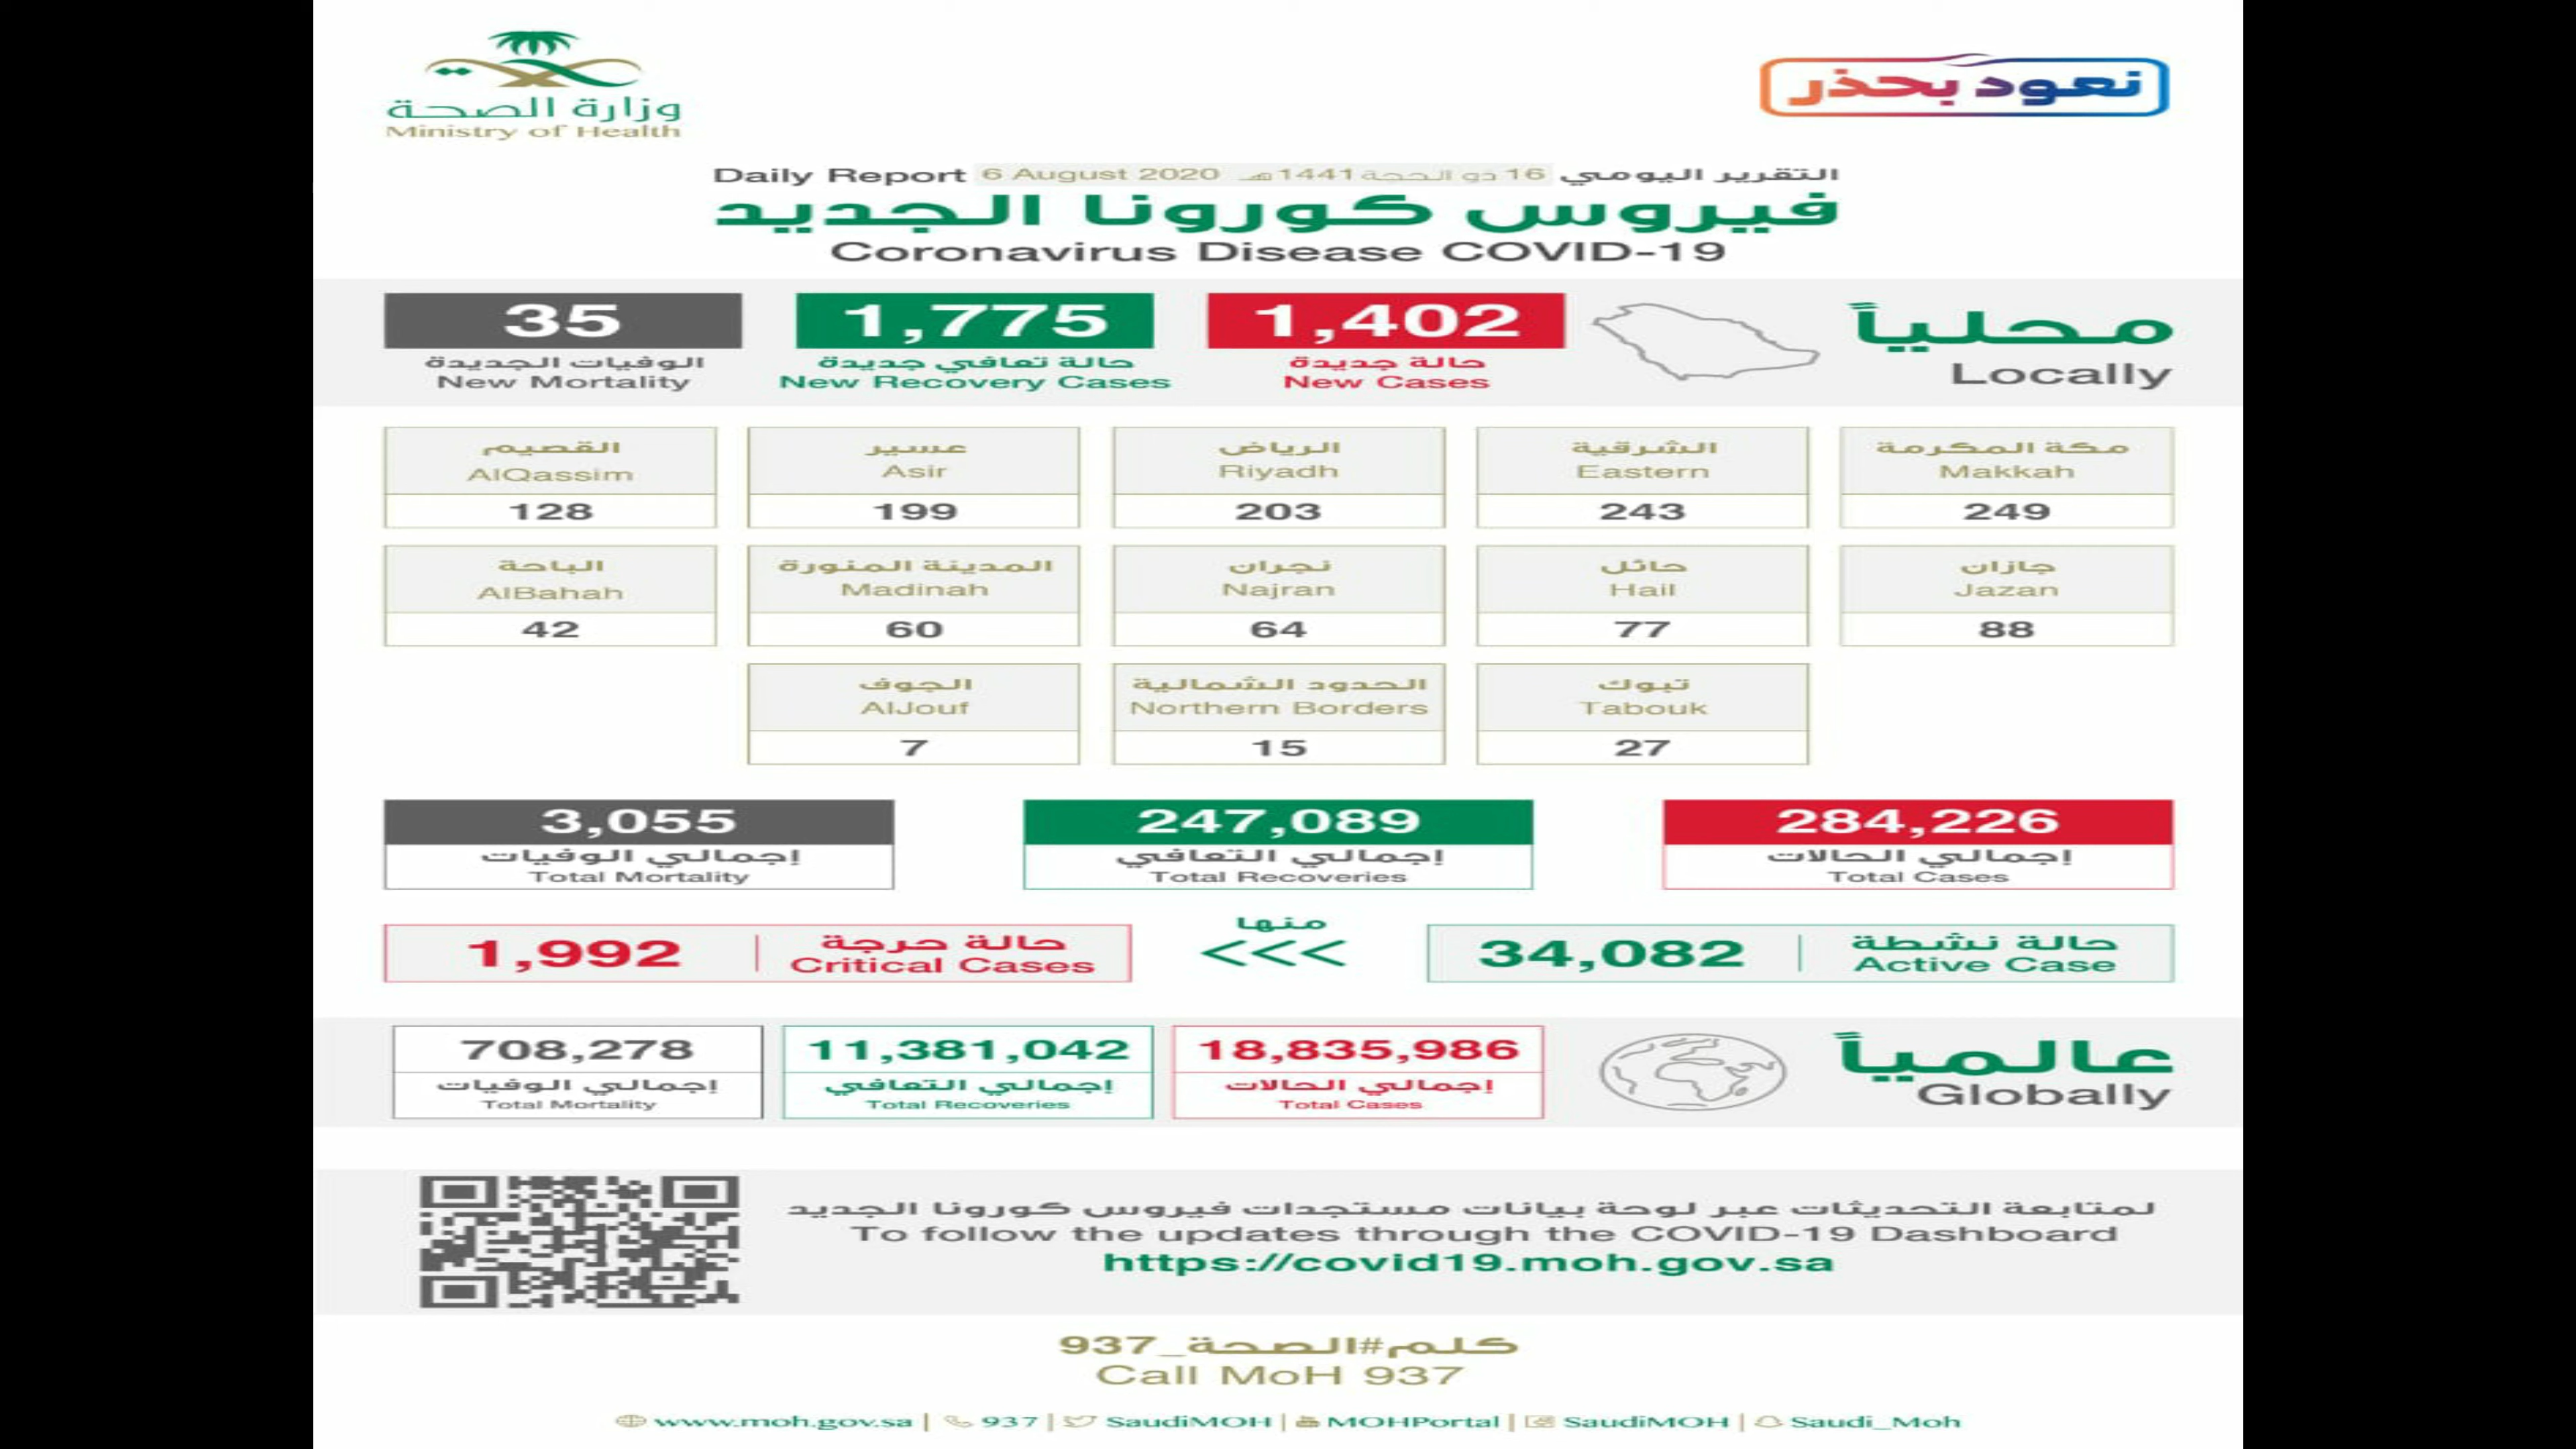 وزارة الصحة
Ministry of Health
نعود بحذر
Daily Report 6 August 2020 16 ذو الحجة 1441هـ التقرير اليومي
فيروس كورونا الجديد
Coronavirus Disease COVID-19
محلياً
Locally
1,402
حالة جديدة
New Cases
1,775
حالة تعافي جديدة
New Recovery Cases
35
الوفيات الجديدة
New Mortality
مكة المكرمة
Makkah
249
الشرقية
Eastern
243
الرياض
Riyadh
203
عسير
Asir
199
القصيم
AlQassim
128
جازان
Jazan
88
حائل
Hail
77
نجران
Najran
64
المدينة المنورة
Madinah
60
الباحة
AlBahah
42
تبوك
Tabouk
27
الحدود الشمالية
Northern Borders
15
الجوف
AlJouf
7
284,226
إجمالي الحالات
Total Cases
247,089
إجمالي التعافي
Total Recoveries
3,055
إجمالي الوفيات
Total Mortality
حالة نشطة
Active Case
34,082
منها
<<<
حالة حرجة
Critical Cases
1,992
عالمياً
Globally
18,835,986
إجمالي الحالات
Total Cases
11,381,042
إجمالي التعافي
Total Recoveries
708,278
إجمالي الوفيات
Total Mortality
لمتابعة التحديثات عبر لوحة بيانات مستجدات فيروس كورونا الجديد
To follow the updates through the COVID-19 Dashboard
https://covid19.moh.gov.sa
كلم#الصحة_937
Call MoH 937
www.moh.gov.sa | 937 | SaudiMOH | MOHPortal | SaudiMOH | Saudi_Moh